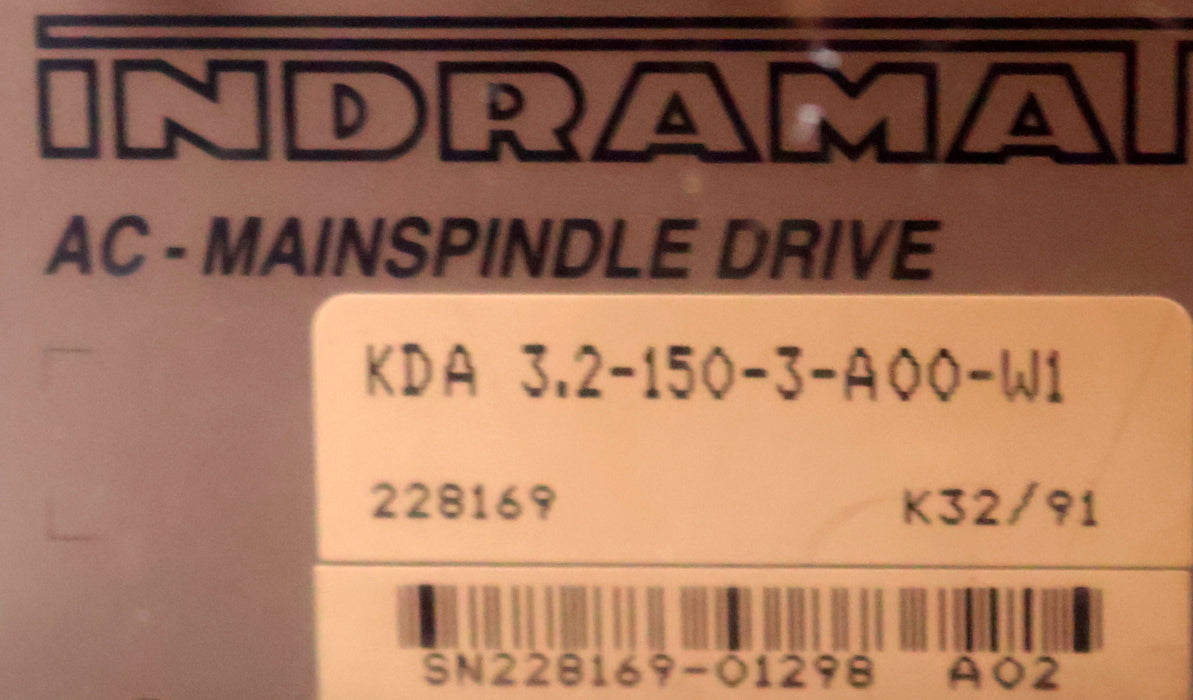 INDRAMAT
AC - MAINSPINDLE DRIVE
KDA 3.2-150-3-A00-W1
228169 K32/91
SN228169-01298 A02